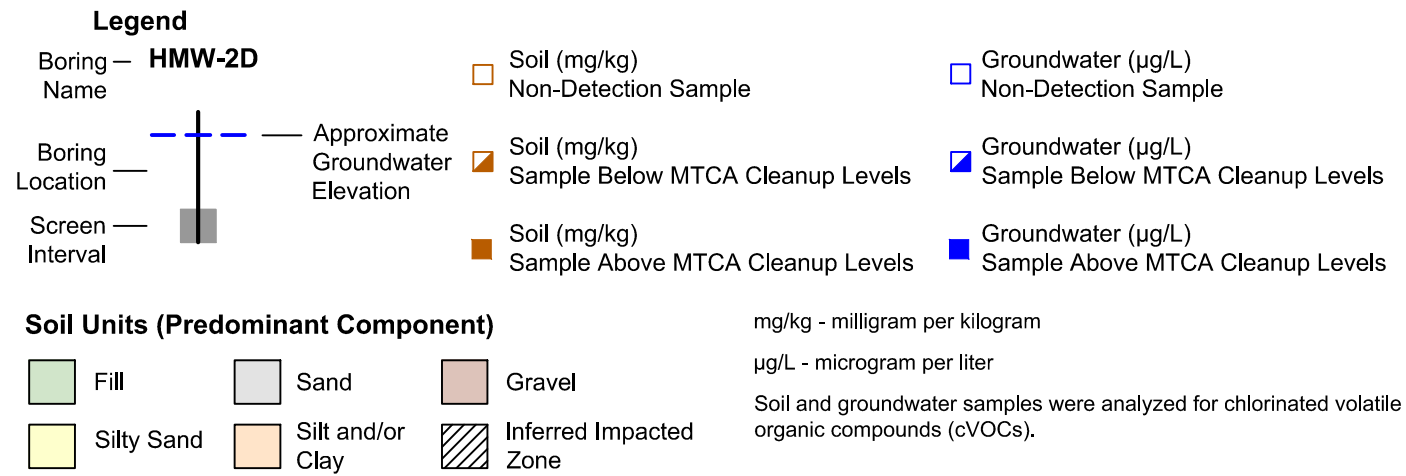 Legend
HMW-2D
Boring
Name
Boring
Location
Screen
Interval
Approximate
Groundwater
Elevation
Soil (mg/kg)
Non-Detection Sample
Soil (mg/kg)
Sample Below MTCA Cleanup Levels
Soil (mg/kg)
Sample Above MTCA Cleanup Levels
Groundwater (µg/L)
Non-Detection Sample
Groundwater (µg/L)
Sample Below MTCA Cleanup Levels
Groundwater (µg/L)
Sample Above MTCA Cleanup Levels
Soil Units (Predominant Component)
Fill
Sand
Gravel
Silty Sand
Silt and/or
Clay
Inferred Impacted
Zone
mg/kg - milligram per kilogram
µg/L - microgram per liter
Soil and groundwater samples were analyzed for chlorinated volatile
organic compounds (cVOCs).